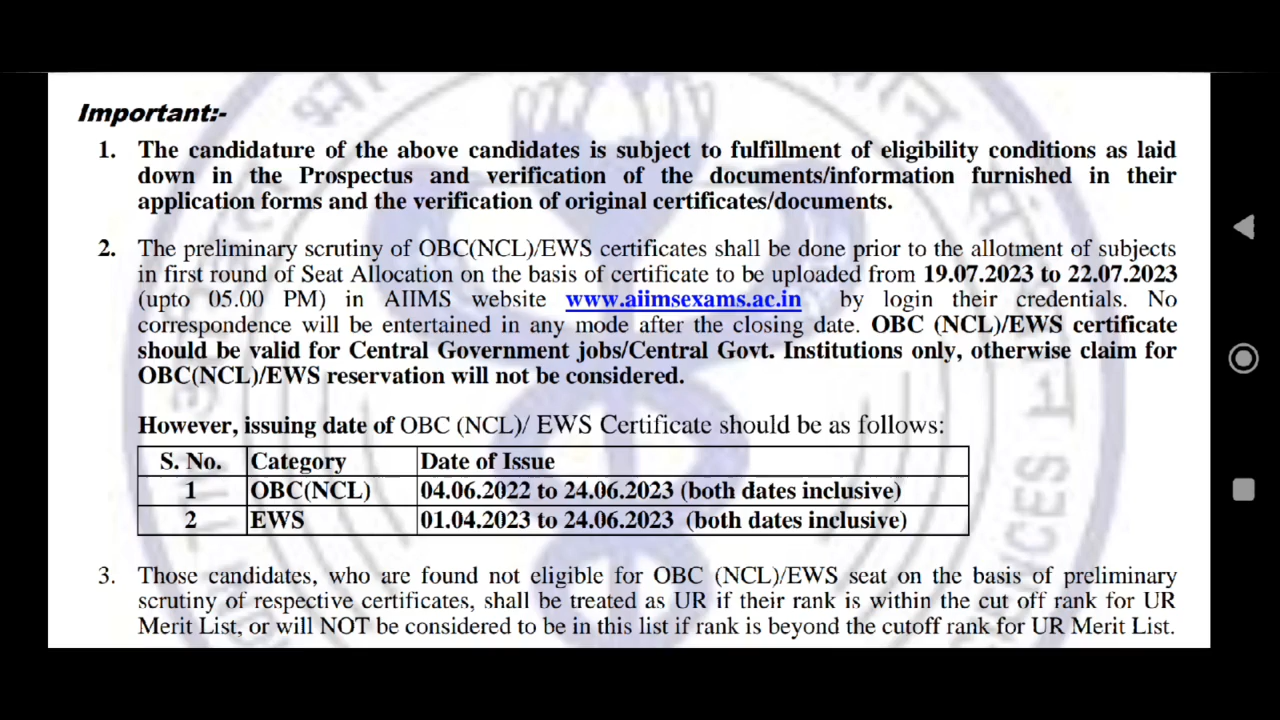 Important:-
1. The candidature of the above candidates is subject to fulfillment of eligibility conditions as laid
down in the Prospectus and verification of the documents/information furnished in their
application forms and the verification of original certificates/documents.
2. The preliminary scrutiny of OBC(NCL)/EWS certificates shall be done prior to the allotment of subjects
in first round of Seat Allocation on the basis of certificate to be uploaded from 19.07.2023 to 22.07.2023
(upto 05.00 PM) in AIIMS website www.aiimsexams.ac.in by login their credentials. No
correspondence will be entertained in any mode after the closing date. OBC (NCL)/EWS certificate
should be valid for Central Government jobs/Central Govt. Institutions only, otherwise claim for
OBC(NCL)/EWS reservation will not be considered.
However, issuing date of OBC (NCL)/ EWS Certificate should be as follows:
S. No. Category Date of Issue
1 OBC(NCL) 04.06.2022 to 24.06.2023 (both dates inclusive)
2 EWS 01.04.2023 to 24.06.2023 (both dates inclusive)
3. Those candidates, who are found not eligible for OBC (NCL)/EWS seat on the basis of preliminary
scrutiny of respective certificates, shall be treated as UR if their rank is within the cut off rank for UR
Merit List, or will NOT be considered to be in this list if rank is beyond the cutoff rank for UR Merit List.